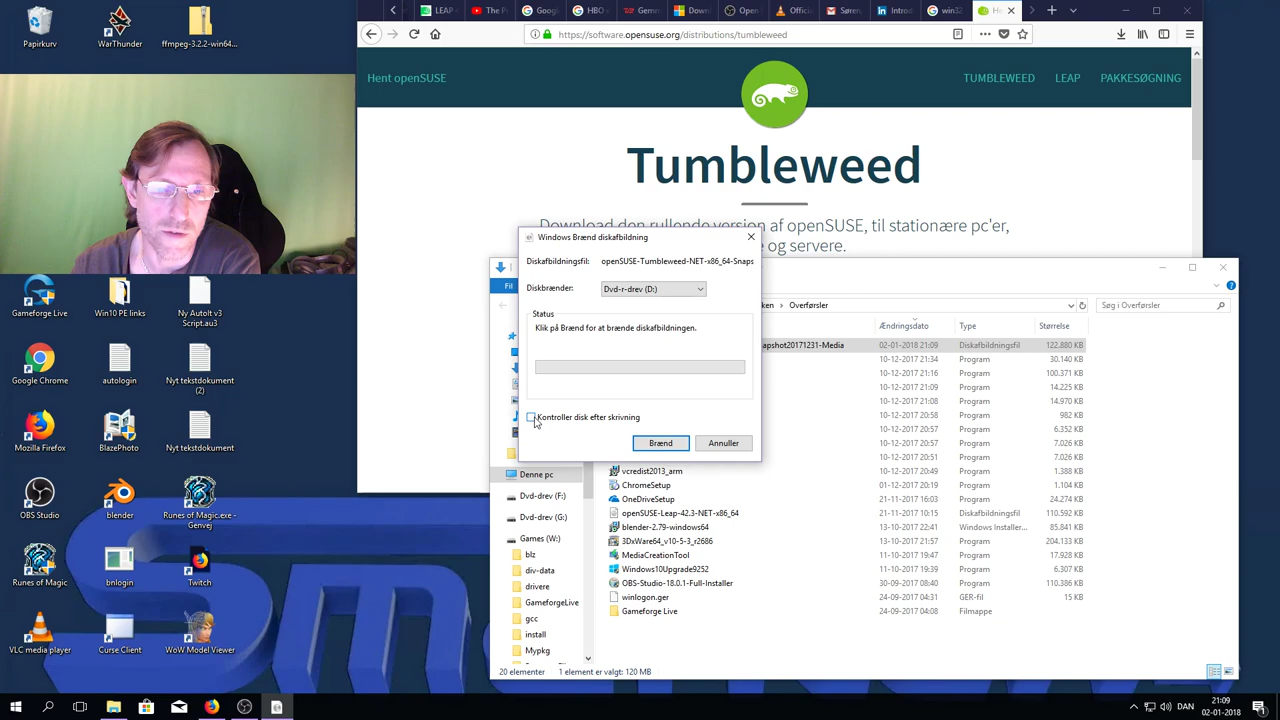 Papirkurv
WarThunder
ffmpeg-3.2.2-win64...
Gameforge Live
Win10 PE links
Ny AutoIt v3
Script.au3
Google Chrome
autologin
Nyt tekstdokument
(2)
Mozilla Firefox
BlazePhoto
Nyt tekstdokument
OBS Studio
blender
Runes of Magic.exe -
Genvej
Runes of Magic
bnlogin
Twitch
VLC media player
Curse Client
WoW Model Viewer
LEAP
The P
Goog
HBO
Gemm
Down
Open
Offici
Søren,
Introd
win32
He
https://software.opensuse.org/distributions/tumbleweed
Hent openSUSE
TUMBLEWEED
LEAP
PAKKESØGNING
Tumbleweed
Download den rullende version af openSUSE, til stationære pc'er,
e og servere.
Windows Brænd diskafbildning
Diskafbildningsfil:
openSUSE-Tumbleweed-NET-x86_64-Snaps
Diskbrænder:
Dvd-r-drev (D:)
Status
Klik på Brænd for at brænde diskafbildningen.
Kontroller disk efter skrivning
Brænd
Annuller
Fil
Overførsler
Søg i Overførsler
Ændringsdato
Type
Størrelse
apshot20171231-Media
02-01-2018 21:09
Diskafbildningsfil
122.880 KB
10-12-2017 21:34
Program
30.140 KB
10-12-2017 21:16
Program
100.371 KB
10-12-2017 21:09
Program
14.225 KB
10-12-2017 21:08
Program
14.970 KB
10-12-2017 20:58
Program
982 KB
10-12-2017 20:58
Program
6.352 KB
10-12-2017 20:58
Program
7.026 KB
10-12-2017 20:51
Program
7.026 KB
vcredist2013_arm
10-12-2017 20:49
Program
1.388 KB
ChromeSetup
01-12-2017 20:19
Program
1.104 KB
OneDriveSetup
21-11-2017 16:03
Program
24.274 KB
openSUSE-Leap-42.3-NET-x86_64
21-11-2017 10:15
Diskafbildningsfil
110.592 KB
blender-2.79-windows64
13-10-2017 22:41
Windows Installer...
85.841 KB
3DxWare64_v10-5-3_r2686
13-10-2017 21:57
Program
204.133 KB
MediaCreationTool
11-10-2017 19:47
Program
17.928 KB
Windows10Upgrade9252
11-10-2017 19:39
Program
6.307 KB
OBS-Studio-18.0.1-Full-Installer
30-09-2017 08:40
Program
110.386 KB
winlogon.ger
24-09-2017 04:31
GER-fil
15 KB
Gameforge Live
24-09-2017 04:08
Filmappe
Denne pc
Dvd-drev (F:)
Dvd-drev (G:)
Games (W:)
blz
div-data
drivere
GameforgeLive
gcc
install
Mypkg
20 elementer
1 element er valgt: 120 MB
DAN
21:09
02-01-2018